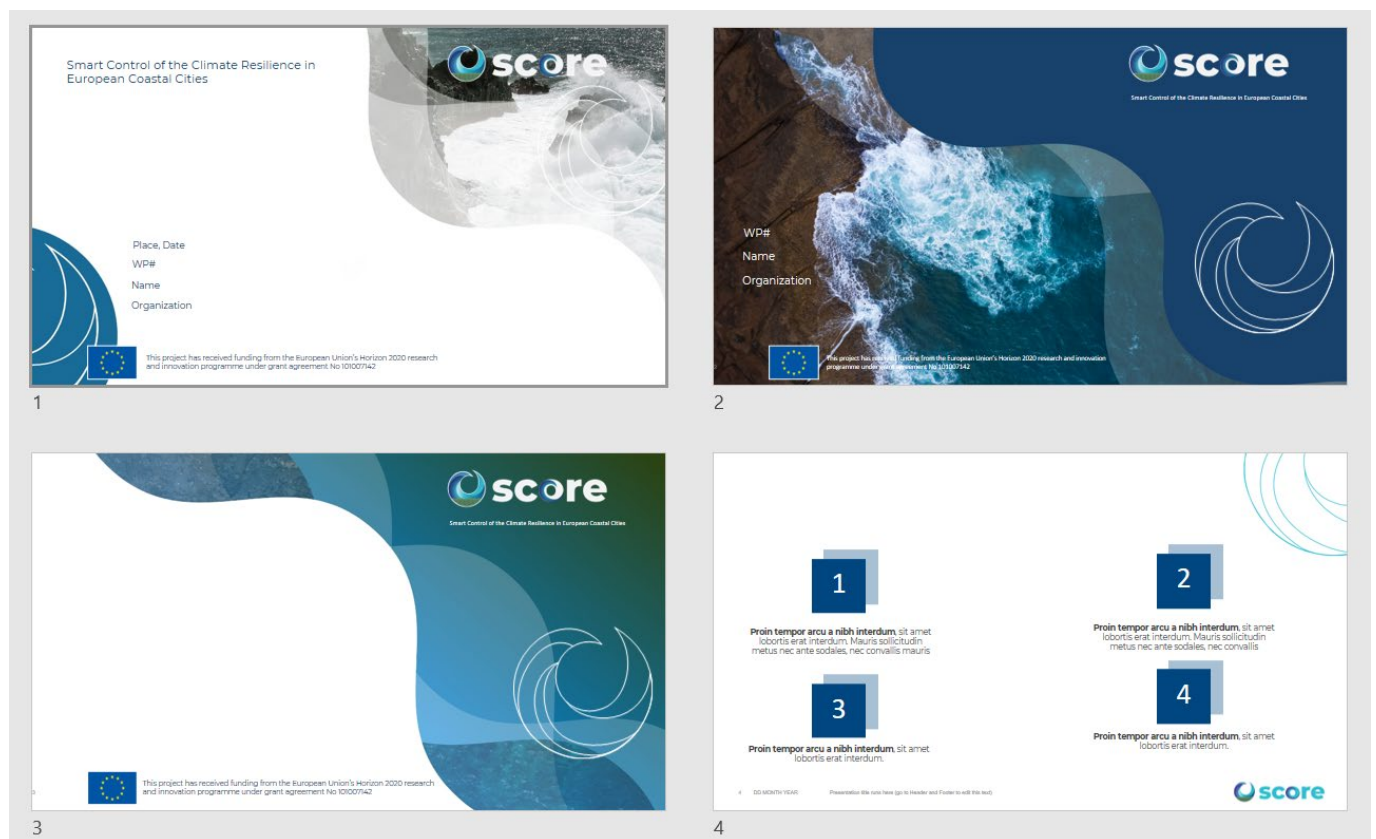 Smart Control of the Climate Resilience in
European Coastal Cities
score
Place, Date
WP#
Name
Organization
This project has received funding from the European Union's Horizon 2020 research
and innovation programme under grant agreement No 101007142
1
score
Smart Control of the Climate Resilience in European Coastal Cities
WP#
Name
Organization
This project has received funding from the European Union's Horizon 2020 research and innovation
programme under grant agreement No 101007142
2
score
Smart Control of the Climate Resilience in European Coastal Cities
3
This project has received funding from the European Union's Horizon 2020 research
and innovation programme under grant agreement No 101007142
3
1
Proin tempor arcu a nibh interdum, sit amet
lobortis erat interdum. Mauris sollicitudin
metus nec ante sodales, nec convallis mauris
2
Proin tempor arcu a nibh interdum, sit amet
lobortis erat interdum. Mauris sollicitudin
metus nec ante sodales, nec convallis
3
Proin tempor arcu a nibh interdum, sit amet
lobortis erat interdum.
4
Proin tempor arcu a nibh interdum, sit amet
lobortis erat interdum.
4 DD MONTH YEAR Presentation title runs here (go to Header and Footer to edit this text)
score
4